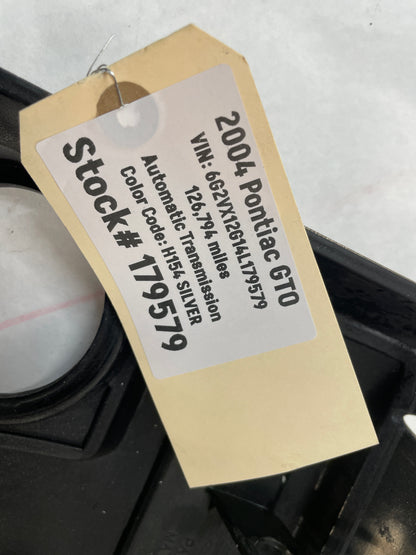 2004 Pontiac GTO
VIN: 6G2VX12G14L179579
126,794 miles
Automatic Transmission
Color Code: H154 SILVER
Stock# 179579